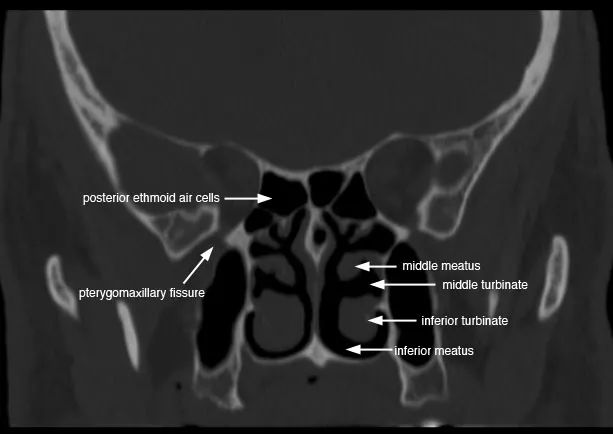 posterior ethmoid air cells
middle meatus
middle turbinate
pterygomaxillary fissure
inferior turbinate
inferior meatus